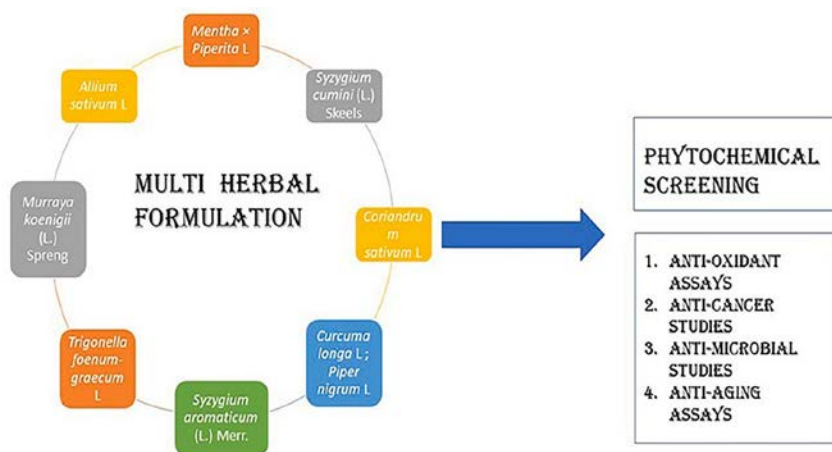 Mentha ×
Piperita L
Syzygium
cumini (L.)
Skeels
Coriandru
m
sativum L
Curcuma
longa L ;
Piper
nigrum L
Syzygium
aromaticum
(L.) Merr.
Trigonella
foenum-
graecum
L
Murraya
koenigii
(L.)
Spreng
Allium
sativum L
MULTI HERBAL
FORMULATION
PHYTOCHEMICAL
SCREENING
1. ANTI-OXIDANT
ASSAYS
2. ANTI-CANCER
STUDIES
3. ANTI-MICROBIAL
STUDIES
4. ANTI-AGING
ASSAYS